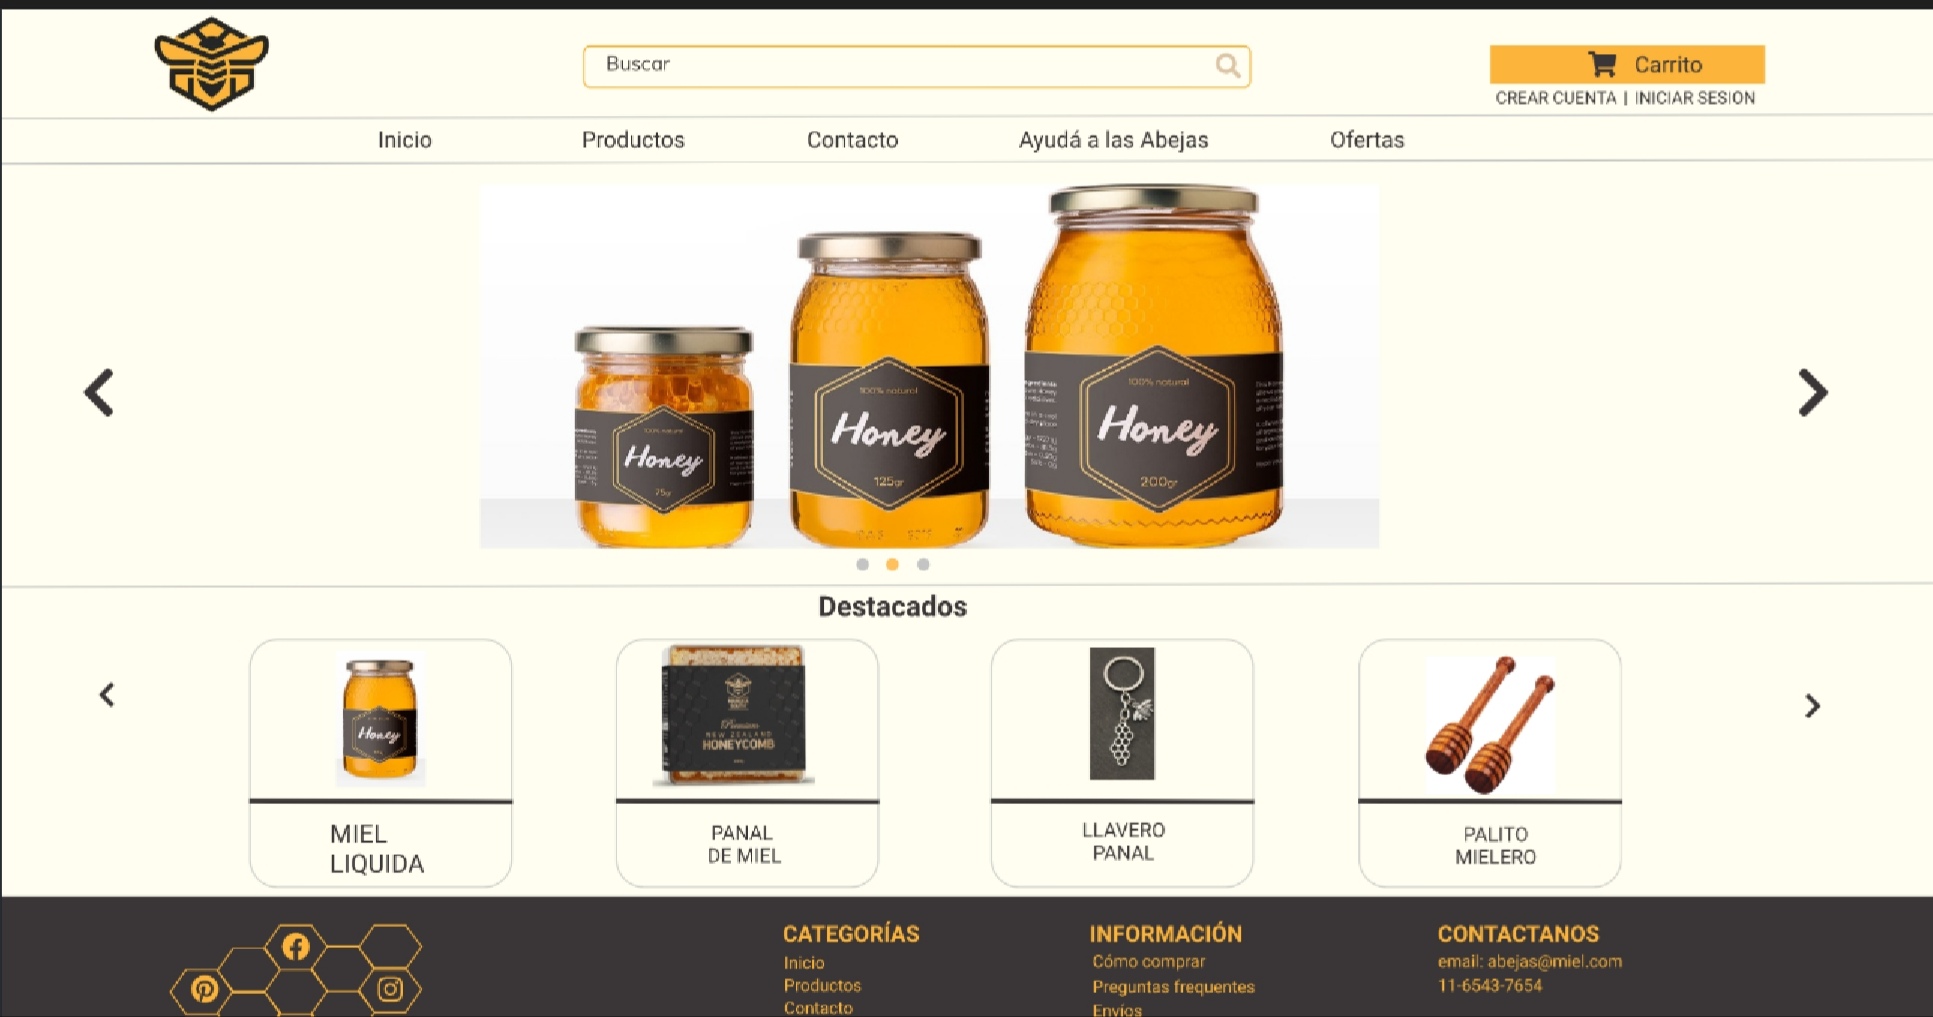 Buscar
Carrito
CREAR CUENTA | INICIAR SESION
Inicio
Productos
Contacto
Ayudá a las Abejas
Ofertas
100% natural
Honey
75gr
100% natural
Honey
125gr
100% natural
Honey
200gr
Destacados
Honey
Premium
NEW ZEALAND
HONEYCOMB
MIEL
LIQUIDA
PANAL
DE MIEL
LLAVERO
PANAL
PALITO
MIELERO
CATEGORÍAS
Inicio
Productos
Contacto
INFORMACIÓN
Cómo comprar
Preguntas frequentes
Envíos
CONTACTANOS
email: abejas@miel.com
11-6543-7654